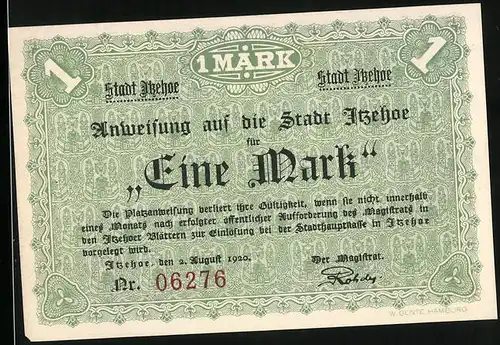 1 MARK
1
1
Stadt Itzehoe
Stadt Itzehoe
Anweisung auf die Stadt Itzehoe
für
„Eine Mark“
Die Platzanweisung verliert ihre Gültigkeit, wenn sie nicht innerhalb
eines Monats nach erfolgter öffentlicher Aufforderung des Magistrats in
den Itzehoer Blättern zur Einlösung bei der Stadthauptkasse in Itzehoe
vorgelegt wird.
Itzehoe, den 2. August 1920.
Der Magistrat.
Nr. 06276
W. GENTE, HAMBURG